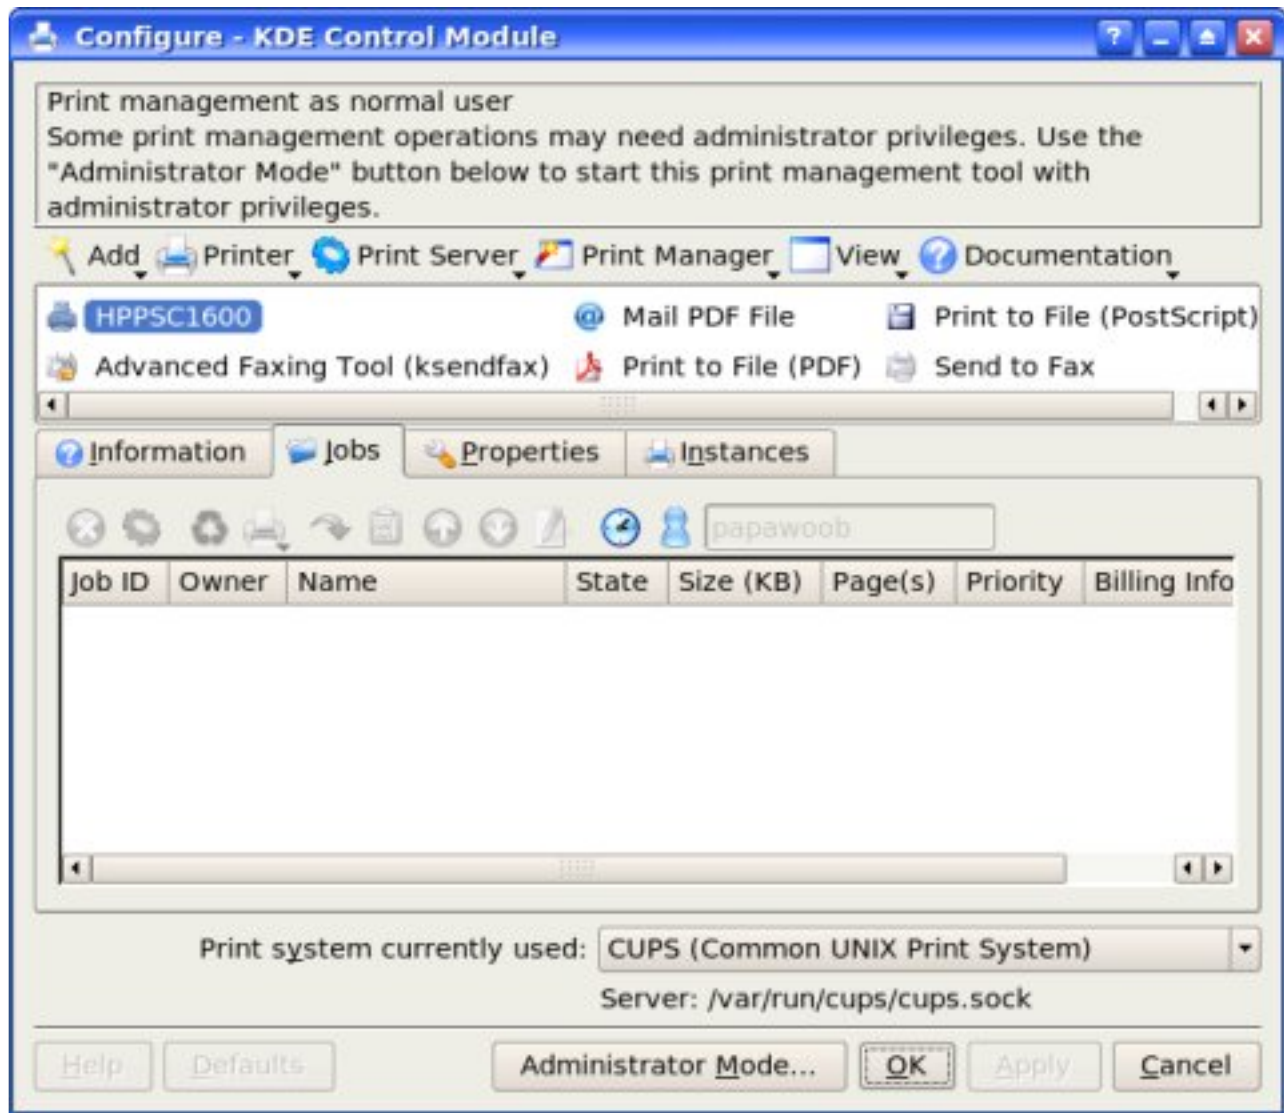 Configure - KDE Control Module
Print management as normal user
Some print management operations may need administrator privileges. Use the
"Administrator Mode" button below to start this print management tool with
administrator privileges.
Add Printer Print Server Print Manager View Documentation
HPPSC1600 Mail PDF File Print to File (PostScript)
Advanced Faxing Tool (ksendfax) Print to File (PDF) Send to Fax
Information Jobs Properties Instances
papawoob
Job ID Owner Name State Size (KB) Page(s) Priority Billing Info
Print system currently used: CUPS (Common UNIX Print System)
Server: /var/run/cups/cups.sock
Help Defaults Administrator Mode... OK Apply Cancel